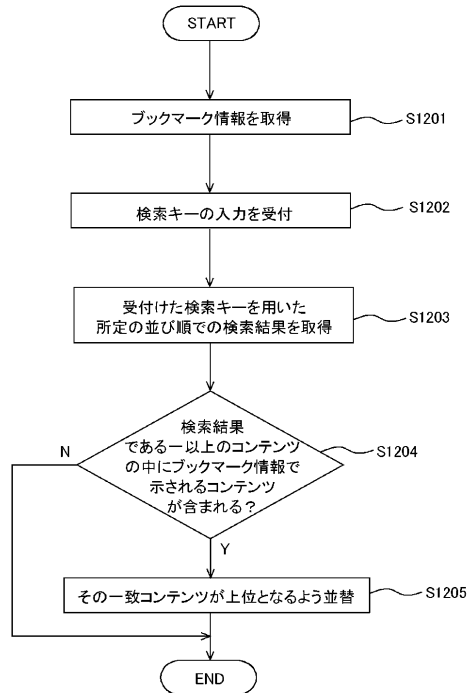 START
ブックマーク情報を取得
S1201
検索キーの入力を受付
S1202
受付けた検索キーを用いた
所定の並び順での検索結果を取得
S1203
検索結果
である一以上のコンテンツ
の中にブックマーク情報で
示されるコンテンツ
が含まれる?
S1204
N
Y
その一致コンテンツが上位となるよう並替
S1205
END